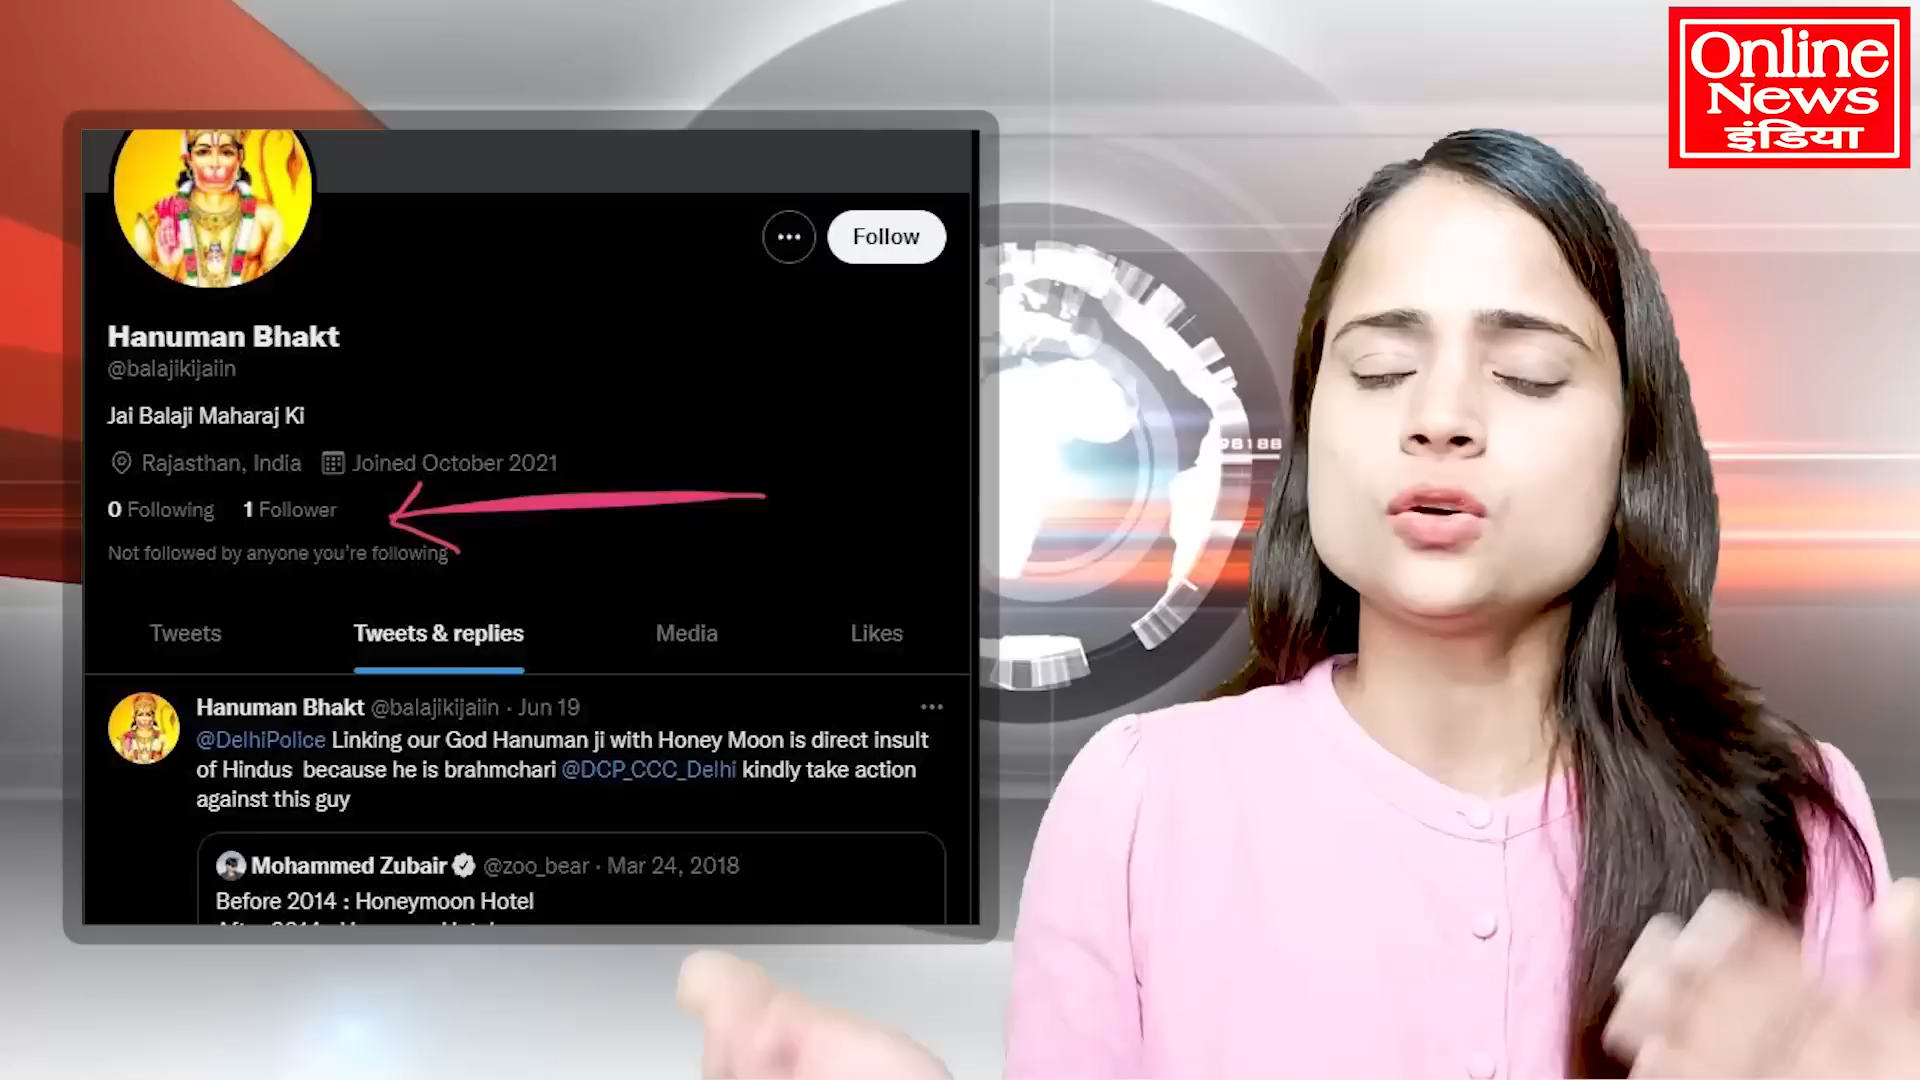 Online
News
इंडिया
Follow
Hanuman Bhakt
@balajikijaiin
Jai Balaji Maharaj Ki
Rajasthan, India Joined October 2021
0 Following 1 Follower
Not followed by anyone you're following
Tweets Tweets & replies Media Likes
Hanuman Bhakt @balajikijaiin · Jun 19
@DelhiPolice Linking our God Hanuman ji with Honey Moon is direct insult
of Hindus because he is brahmchari @DCP_CCC_Delhi kindly take action
against this guy
Mohammed Zubair @zoo_bear · Mar 24, 2018
Before 2014 : Honeymoon Hotel